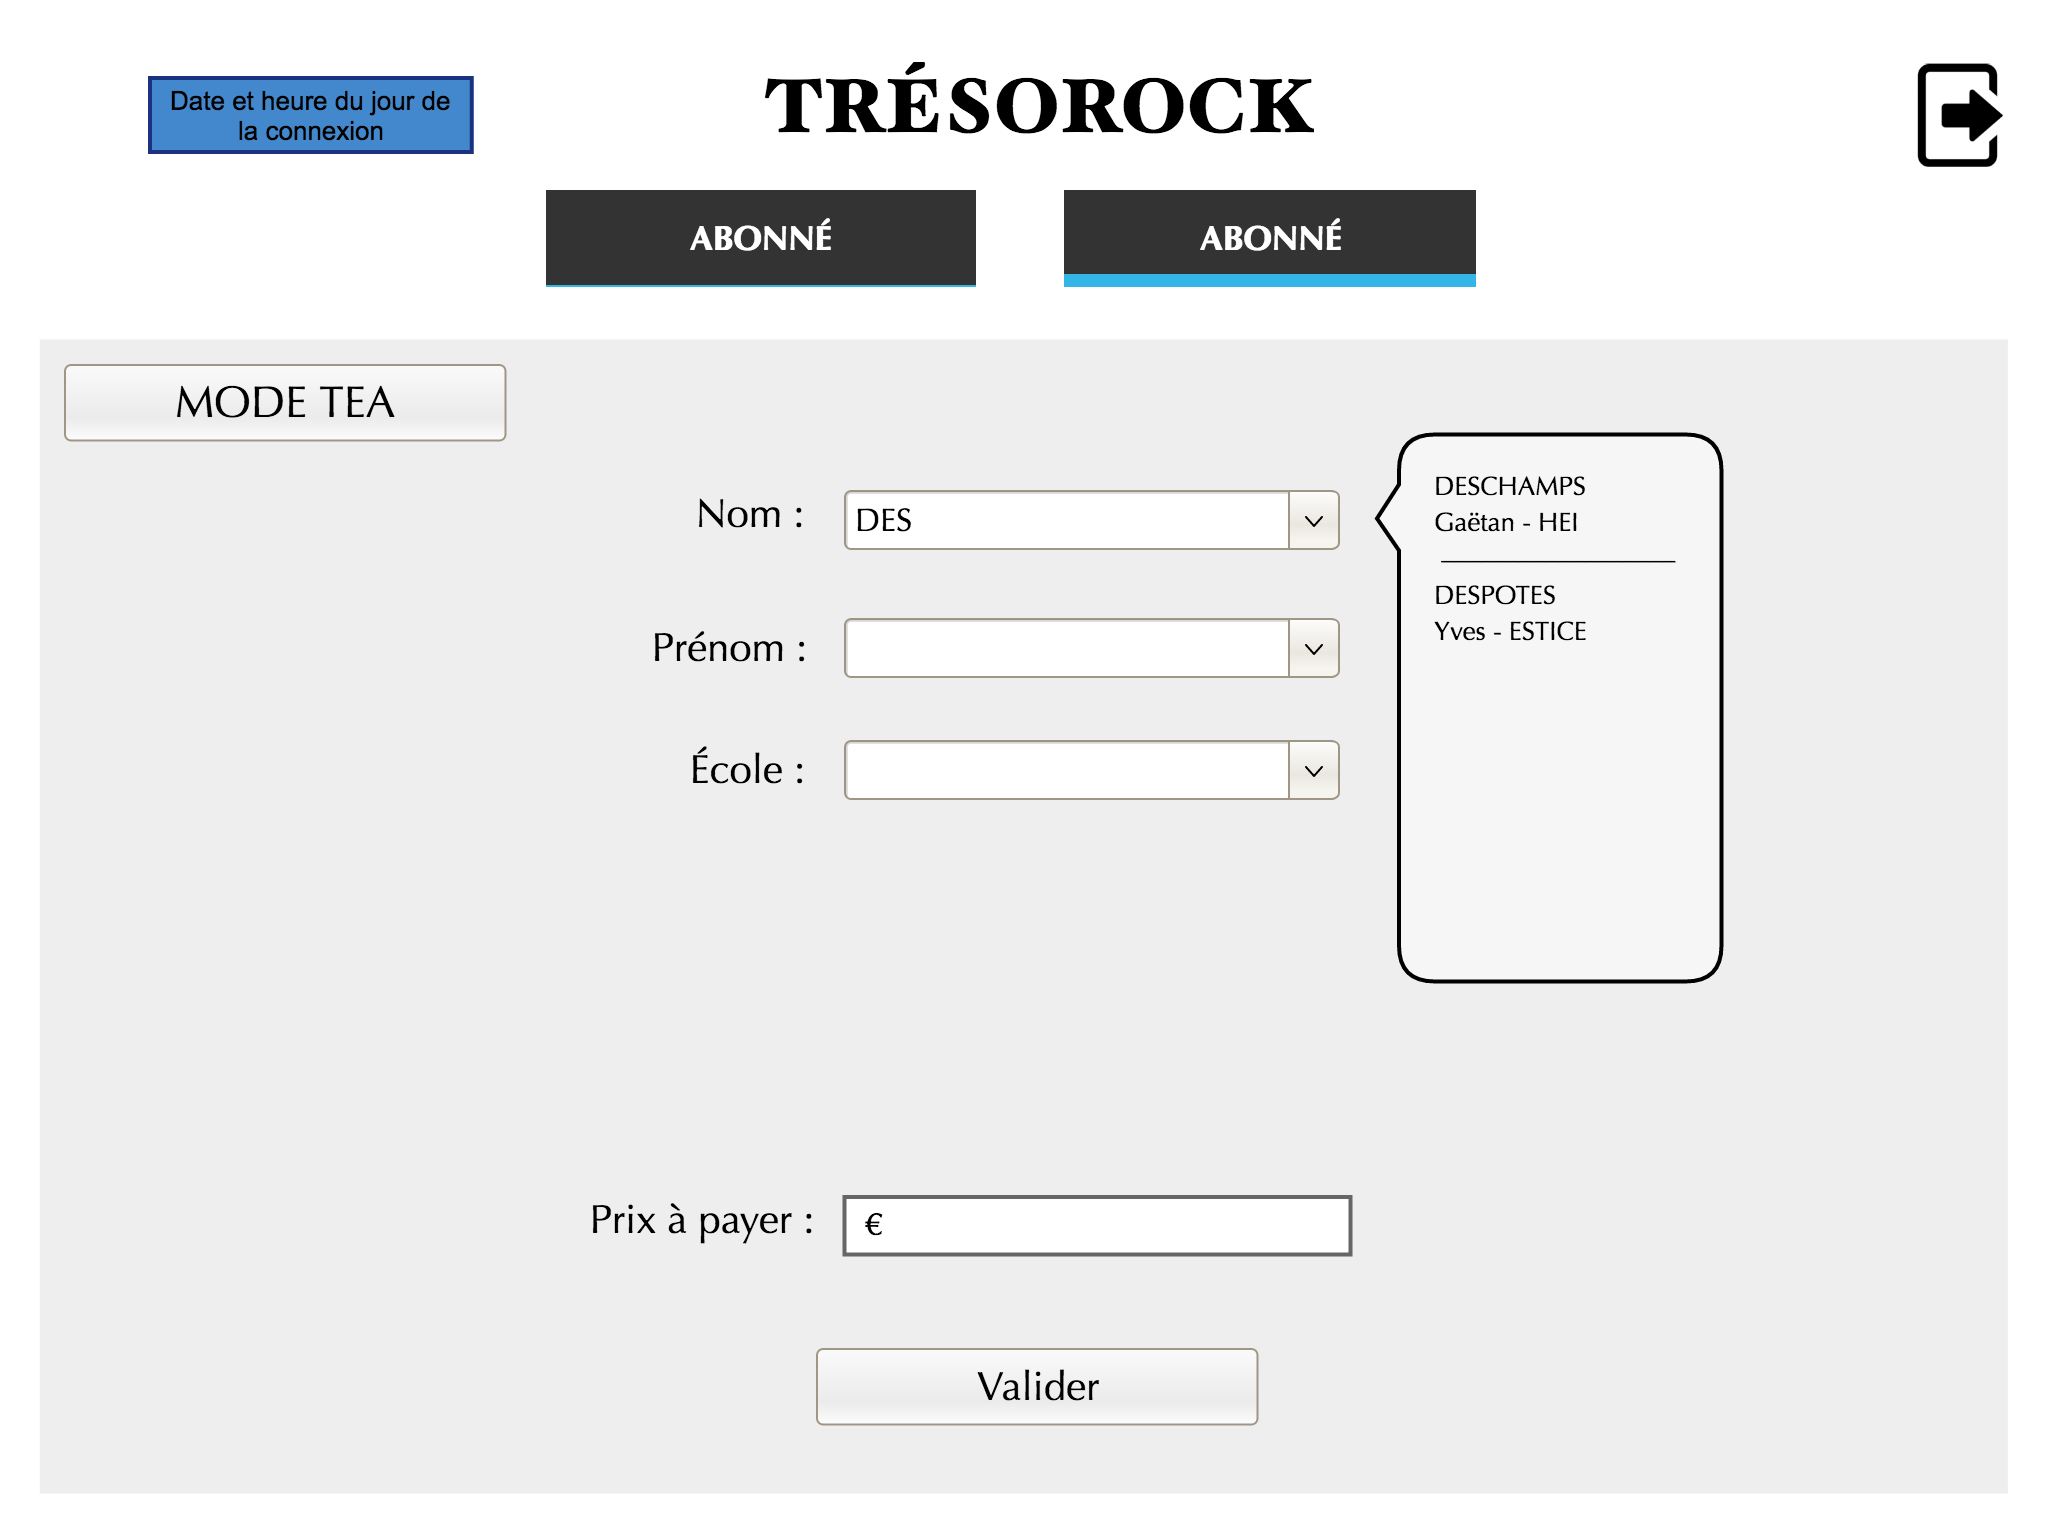 Date et heure du jour de
la connexion
TRÉSOROCK
ABONNÉ
ABONNÉ
MODE TEA
Nom :
DES
DESCHAMPS
Gaëtan - HEI
DESPOTES
Yves - ESTICE
Prénom :
École :
Prix à payer :
€
Valider